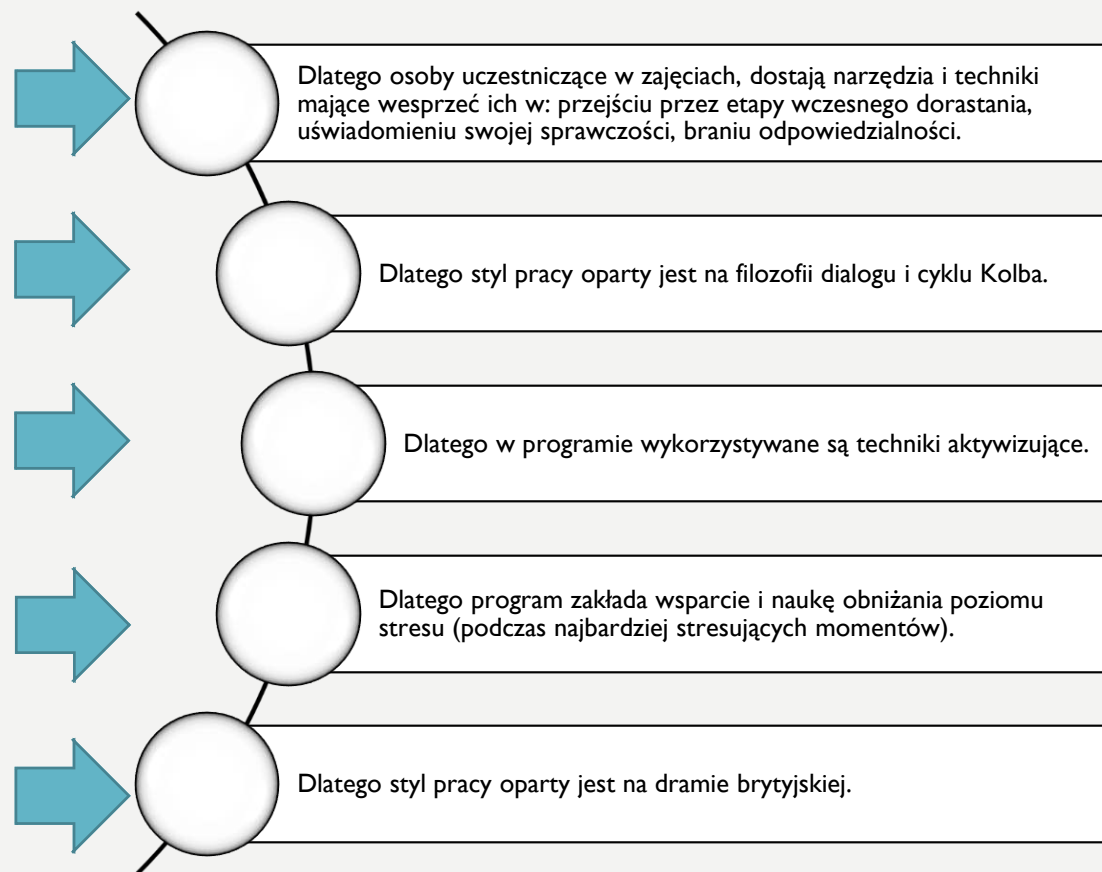 Dlatego osoby uczestniczące w zajęciach, dostają narzędzia i techniki
mające wesprzeć ich w: przejściu przez etapy wczesnego dorastania,
uświadomieniu swojej sprawczości, braniu odpowiedzialności.
Dlatego styl pracy oparty jest na filozofii dialogu i cyklu Kolba.
Dlatego w programie wykorzystywane są techniki aktywizujące.
Dlatego program zakłada wsparcie i naukę obniżania poziomu
stresu (podczas najbardziej stresujących momentów).
Dlatego styl pracy oparty jest na dramie brytyjskiej.